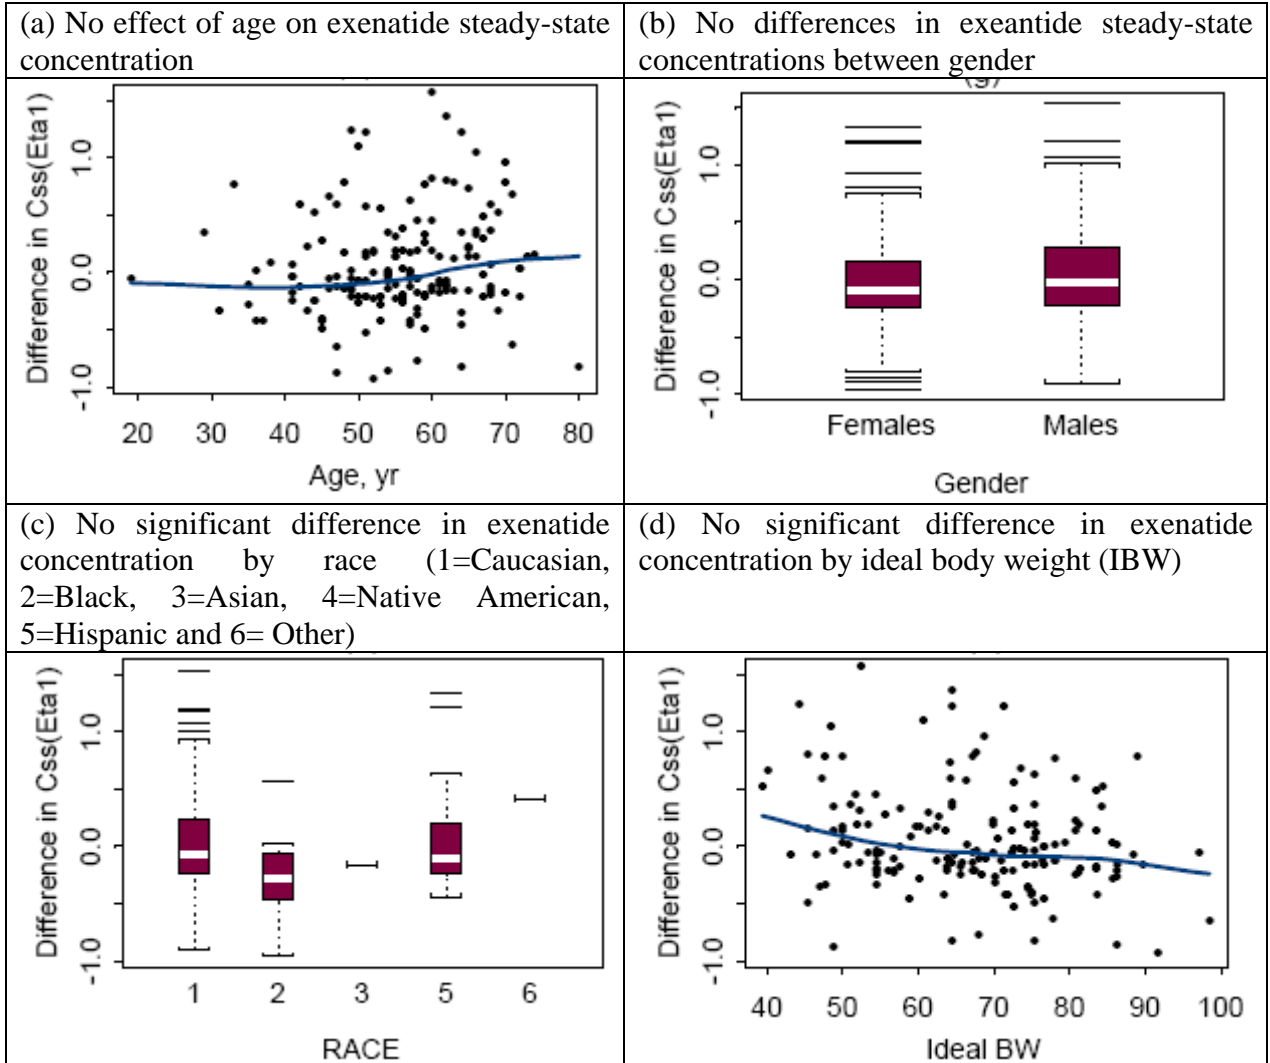 (a) No effect of age on exenatide steady-state
concentration
(b) No differences in exeantide steady-state
concentrations between gender
Difference in Css(Eta1)
1.0
0.0
-1.0
20 30 40 50 60 70 80
Age, yr
(g)
Difference in Css(Eta1)
1.0
0.0
-1.0
Females Males
Gender
(c) No significant difference in exenatide
concentration by race (1=Caucasian,
2=Black, 3=Asian, 4=Native American,
5=Hispanic and 6= Other)
(d) No significant difference in exenatide
concentration by ideal body weight (IBW)
Difference in Css(Eta1)
1.0
0.0
-1.0
1 2 3 5 6
RACE
Difference in Css(Eta1)
1.0
0.0
-1.0
40 50 60 70 80 90 100
Ideal BW